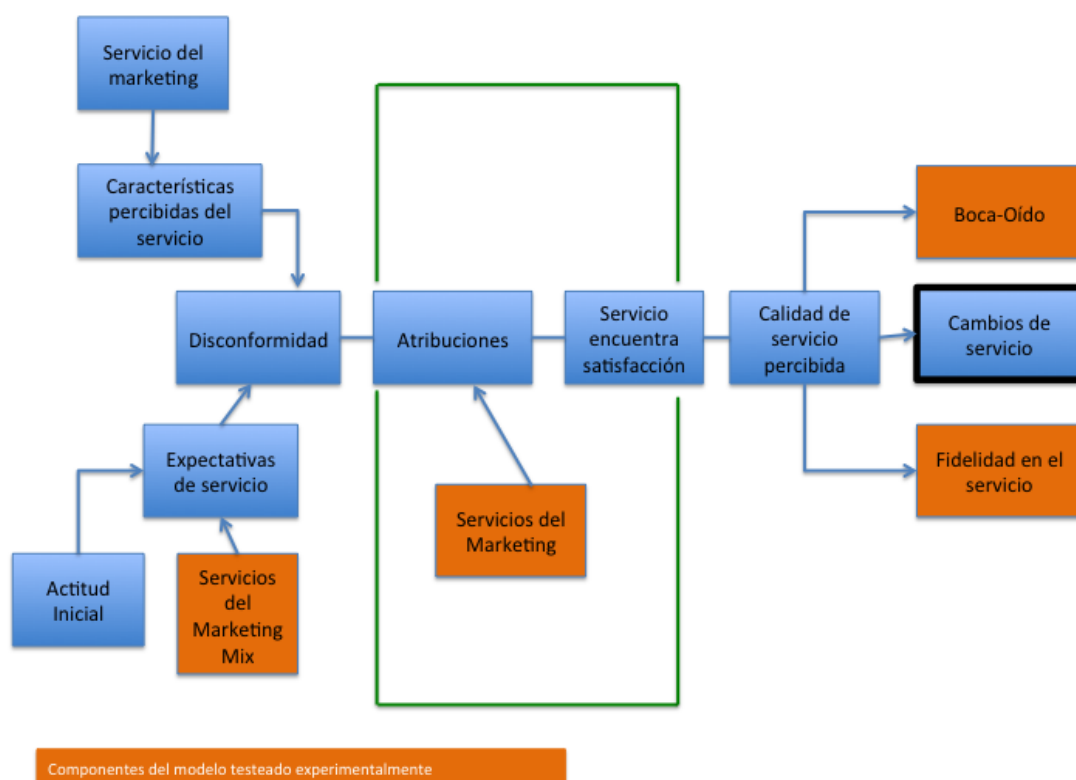 Servicio del
marketing
Características
percibidas del
servicio
Boca-Oído
Disconformidad
Atribuciones
Servicio
encuentra
satisfacción
Calidad de
servicio
percibida
Cambios de
servicio
Expectativas
de servicio
Fidelidad en el
servicio
Servicios del
Marketing
Actitud
Inicial
Servicios
del
Marketing
Mix
Componentes del modelo testeado experimentalmente